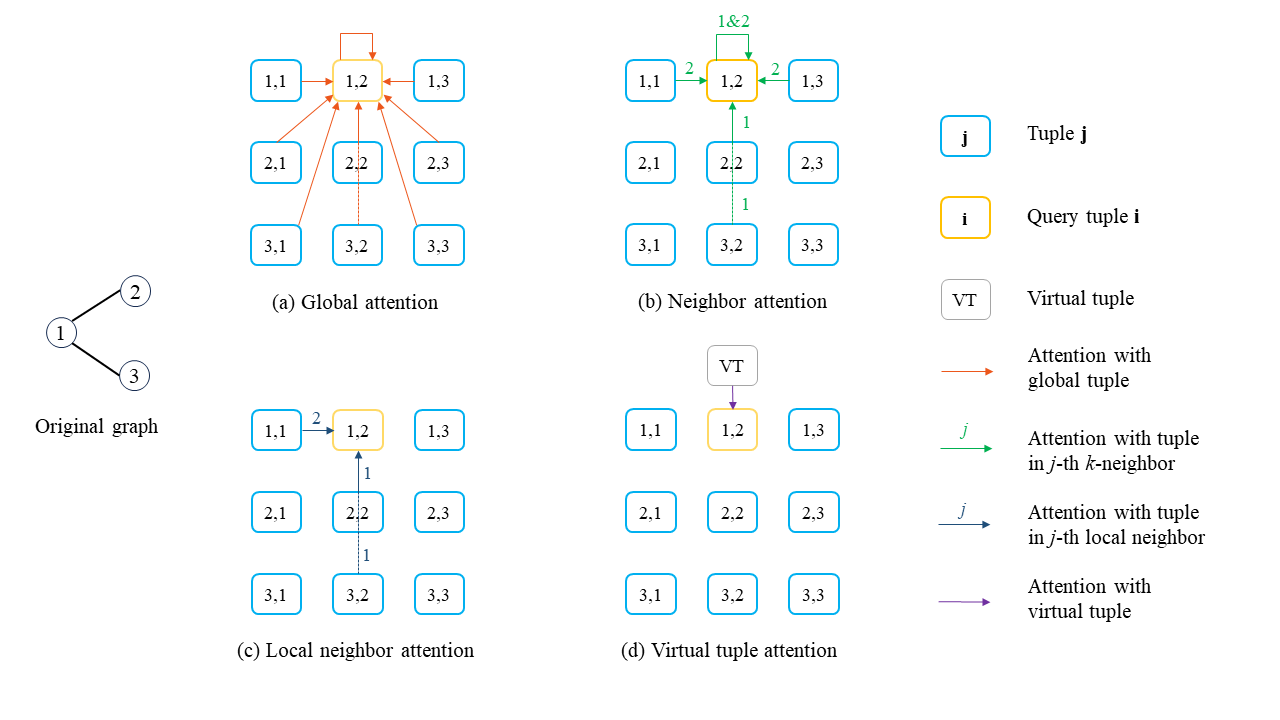 1
2
3
Original graph
1,1
1,2
1,3
2,1
2,2
2,3
3,1
3,2
3,3
(a) Global attention
1&2
1,1
2
1,2
2
1,3
1
2,1
2,2
2,3
1
3,1
3,2
3,3
(b) Neighbor attention
1,1
2
1,2
1,3
1
2,1
2,2
2,3
1
3,1
3,2
3,3
(c) Local neighbor attention
VT
1,1
1,2
1,3
2,1
2,2
2,3
3,1
3,2
3,3
(d) Virtual tuple attention
j
Tuple j
i
Query tuple i
VT
Virtual tuple
Attention with
global tuple
j
Attention with tuple
in j-th k-neighbor
j
Attention with tuple
in j-th local neighbor
Attention with
virtual tuple